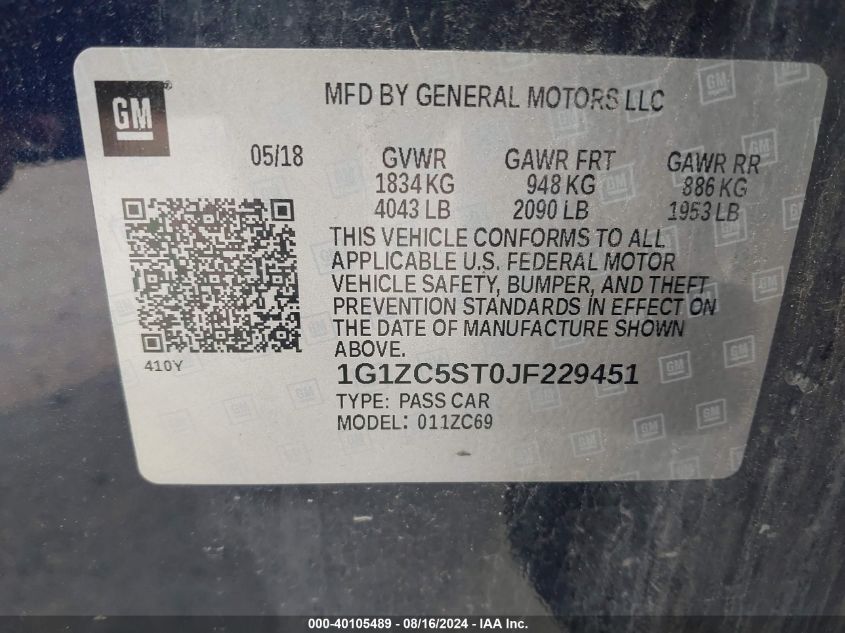 GM
MFD BY GENERAL MOTORS LLC
05/18 GVWR GAWR FRT GAWR RR
1834 KG 948 KG 886 KG
4043 LB 2090 LB 1953 LB
THIS VEHICLE CONFORMS TO ALL
APPLICABLE U.S. FEDERAL MOTOR
VEHICLE SAFETY, BUMPER, AND THEFT
PREVENTION STANDARDS IN EFFECT ON
THE DATE OF MANUFACTURE SHOWN
ABOVE.
410Y
1G1ZC5ST0JF229451
TYPE: PASS CAR
MODEL: 011ZC69
000-40105489 - 08/16/2024 - IAA Inc.